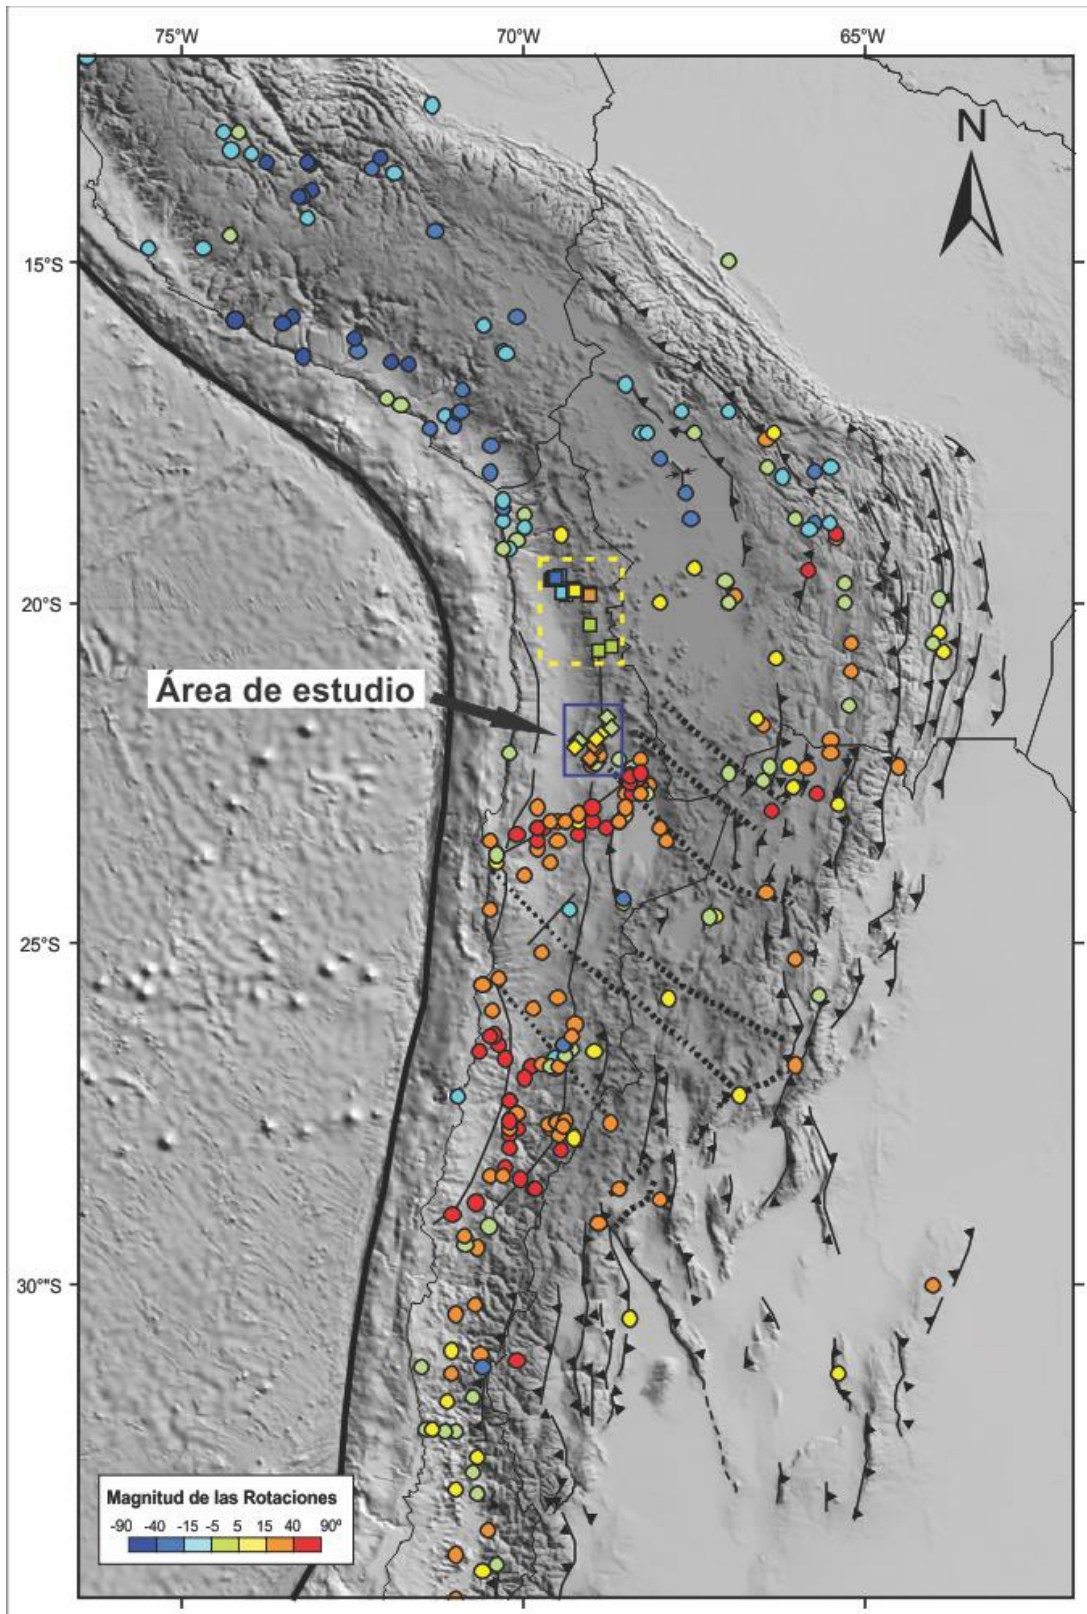 75°W 70°W 65°W
N
15°S
20°S
Área de estudio
25°S
30°"S
Magnitud de las Rotaciones
-90 -40 -15 -5 5 15 40 90º